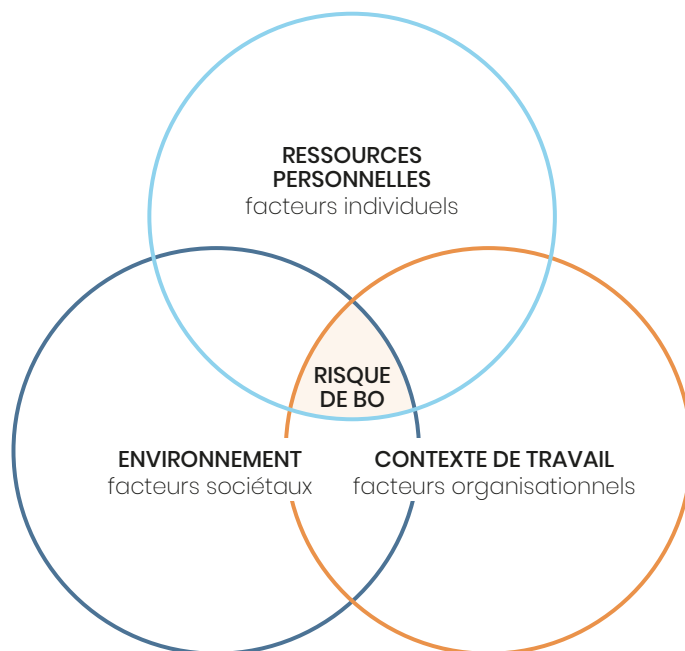 RESSOURCES
PERSONNELLES
facteurs individuels
RISQUE
DE BO
ENVIRONNEMENT
facteurs sociétaux
CONTEXTE DE TRAVAIL
facteurs organisationnels